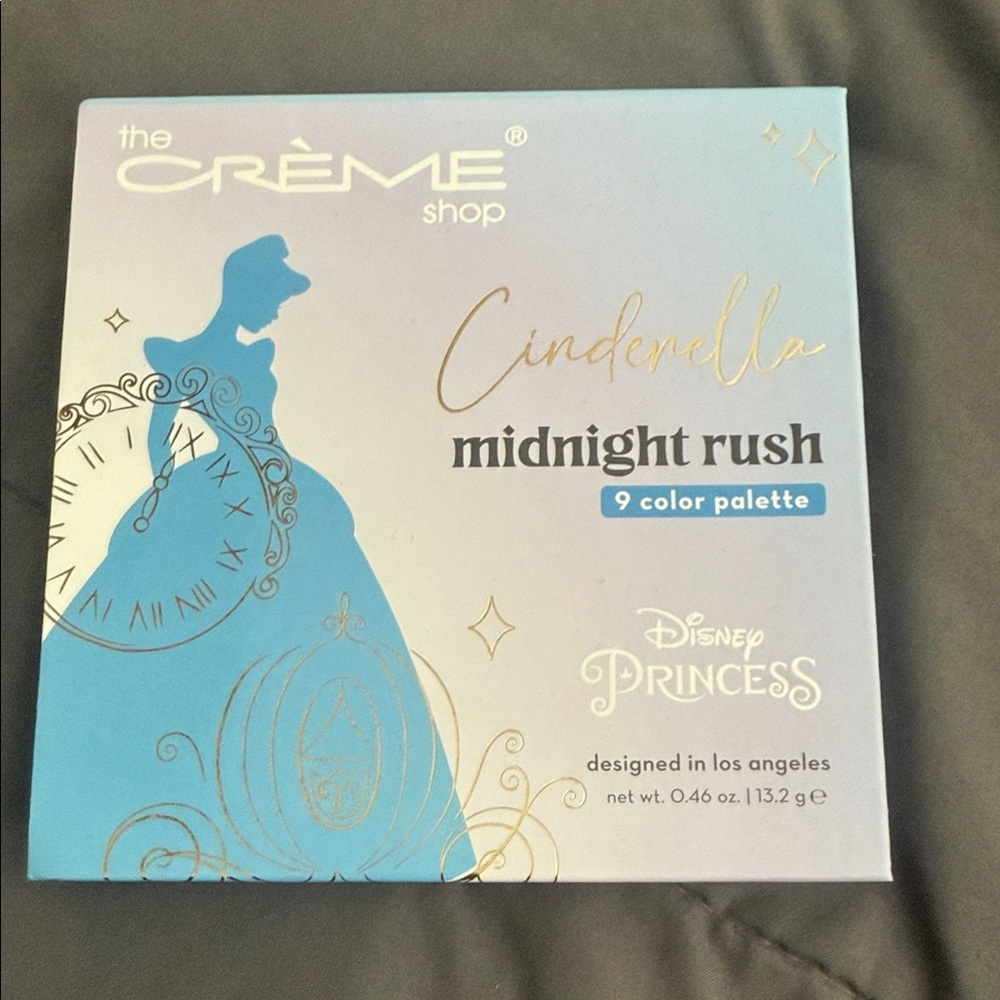 the
CRÈME®
shop
Cinderella
midnight rush
9 color palette
Disney
PRINCESS
designed in los angeles
net wt. 0.46 oz. | 13.2 g ℮